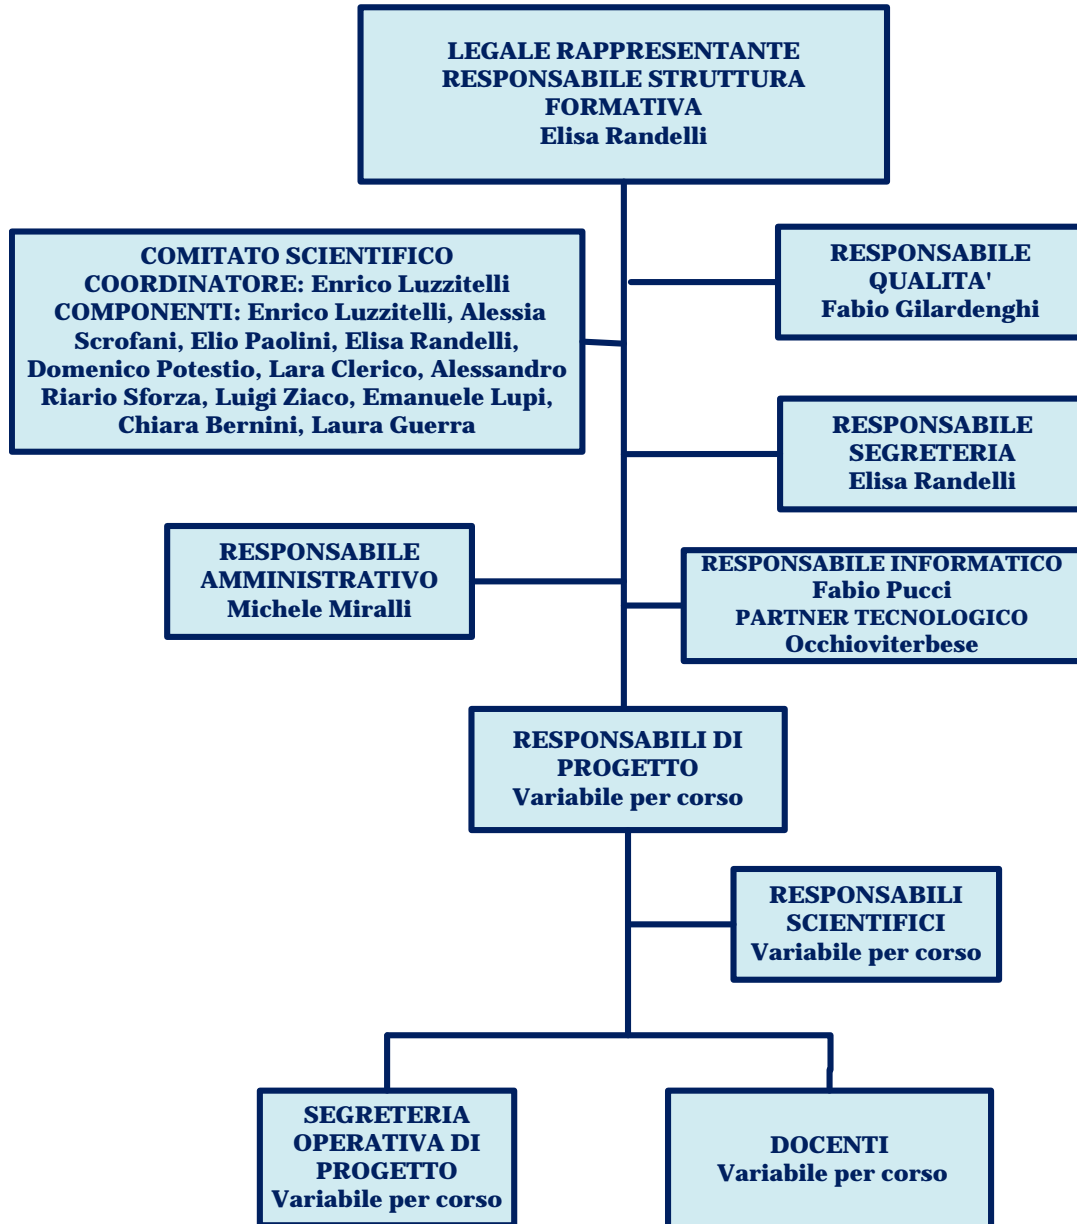 LEGALE RAPPRESENTANTE
RESPONSABILE STRUTTURA
FORMATIVA
Elisa Randelli
COMITATO SCIENTIFICO
COORDINATORE: Enrico Luzzitelli
COMPONENTI: Enrico Luzzitelli, Alessia
Scrofani, Elio Paolini, Elisa Randelli,
Domenico Potestio, Lara Clerico, Alessandro
Riario Sforza, Luigi Ziaco, Emanuele Lupi,
Chiara Bernini, Laura Guerra
RESPONSABILE
QUALITA'
Fabio Gilardenghi
RESPONSABILE
SEGRETERIA
Elisa Randelli
RESPONSABILE
AMMINISTRATIVO
Michele Miralli
RESPONSABILE INFORMATICO
Fabio Pucci
PARTNER TECNOLOGICO
Occhioviterbese
RESPONSABILI DI
PROGETTO
Variabile per corso
RESPONSABILI
SCIENTIFICI
Variabile per corso
SEGRETERIA
OPERATIVA DI
PROGETTO
Variabile per corso
DOCENTI
Variabile per corso